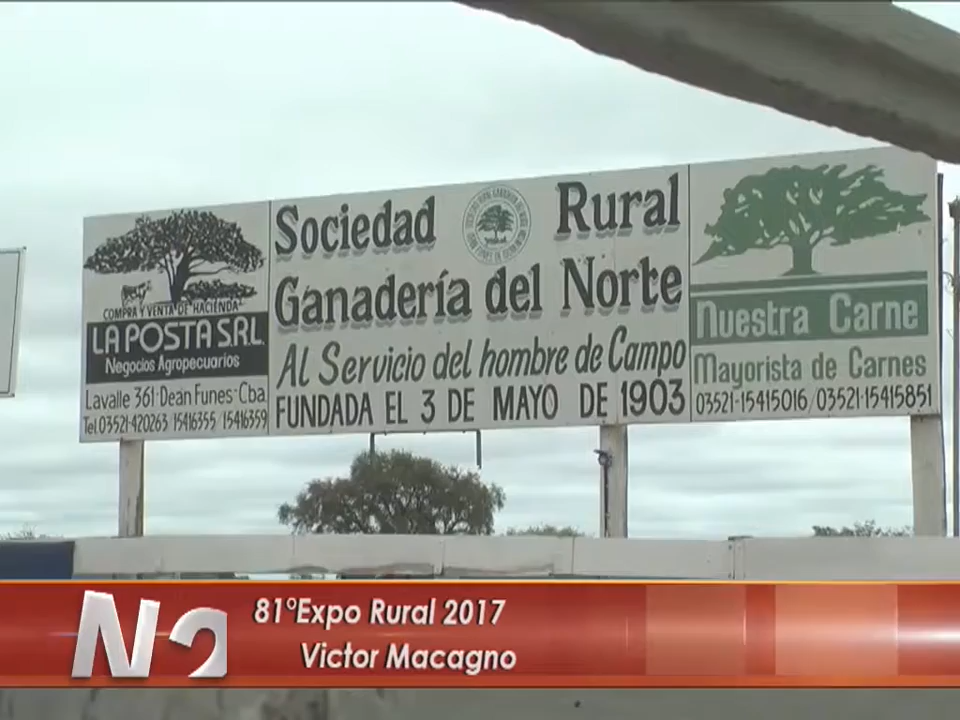 COMPRA Y VENTA DE HACIENDA
LA POSTA S.R.L.
Negocios Agropecuarios
Lavalle 361-Deán Funes-Cba.
Tel.03521-420263 15416355 / 15416359
Sociedad Rural
Ganadería del Norte
Al Servicio del hombre de Campo
FUNDADA EL 3 DE MAYO DE 1903
Nuestra Carne
Mayorista de Carnes
03521-15415016 / 03521-15415851
N2
81°Expo Rural 2017
Victor Macagno